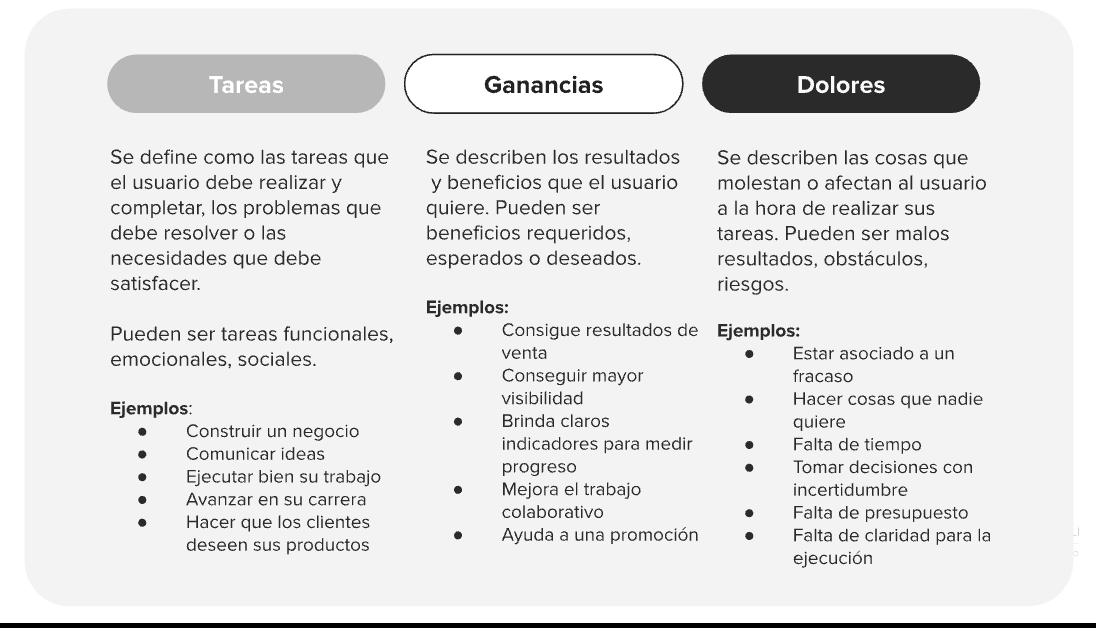 Tareas
Se define como las tareas que
el usuario debe realizar y
completar, los problemas que
debe resolver o las
necesidades que debe
satisfacer.
Pueden ser tareas funcionales,
emocionales, sociales.
Ejemplos:
● Construir un negocio
● Comunicar ideas
● Ejecutar bien su trabajo
● Avanzar en su carrera
● Hacer que los clientes
deseen sus productos
Ganancias
Se describen los resultados
y beneficios que el usuario
quiere. Pueden ser
beneficios requeridos,
esperados o deseados.
Ejemplos:
● Consigue resultados de
venta
● Conseguir mayor
visibilidad
● Brinda claros
indicadores para medir
progreso
● Mejora el trabajo
colaborativo
● Ayuda a una promoción
Dolores
Se describen las cosas que
molestan o afectan al usuario
a la hora de realizar sus
tareas. Pueden ser malos
resultados, obstáculos,
riesgos.
Ejemplos:
● Estar asociado a un
fracaso
● Hacer cosas que nadie
quiere
● Falta de tiempo
● Tomar decisiones con
incertidumbre
● Falta de presupuesto
● Falta de claridad para la
ejecución